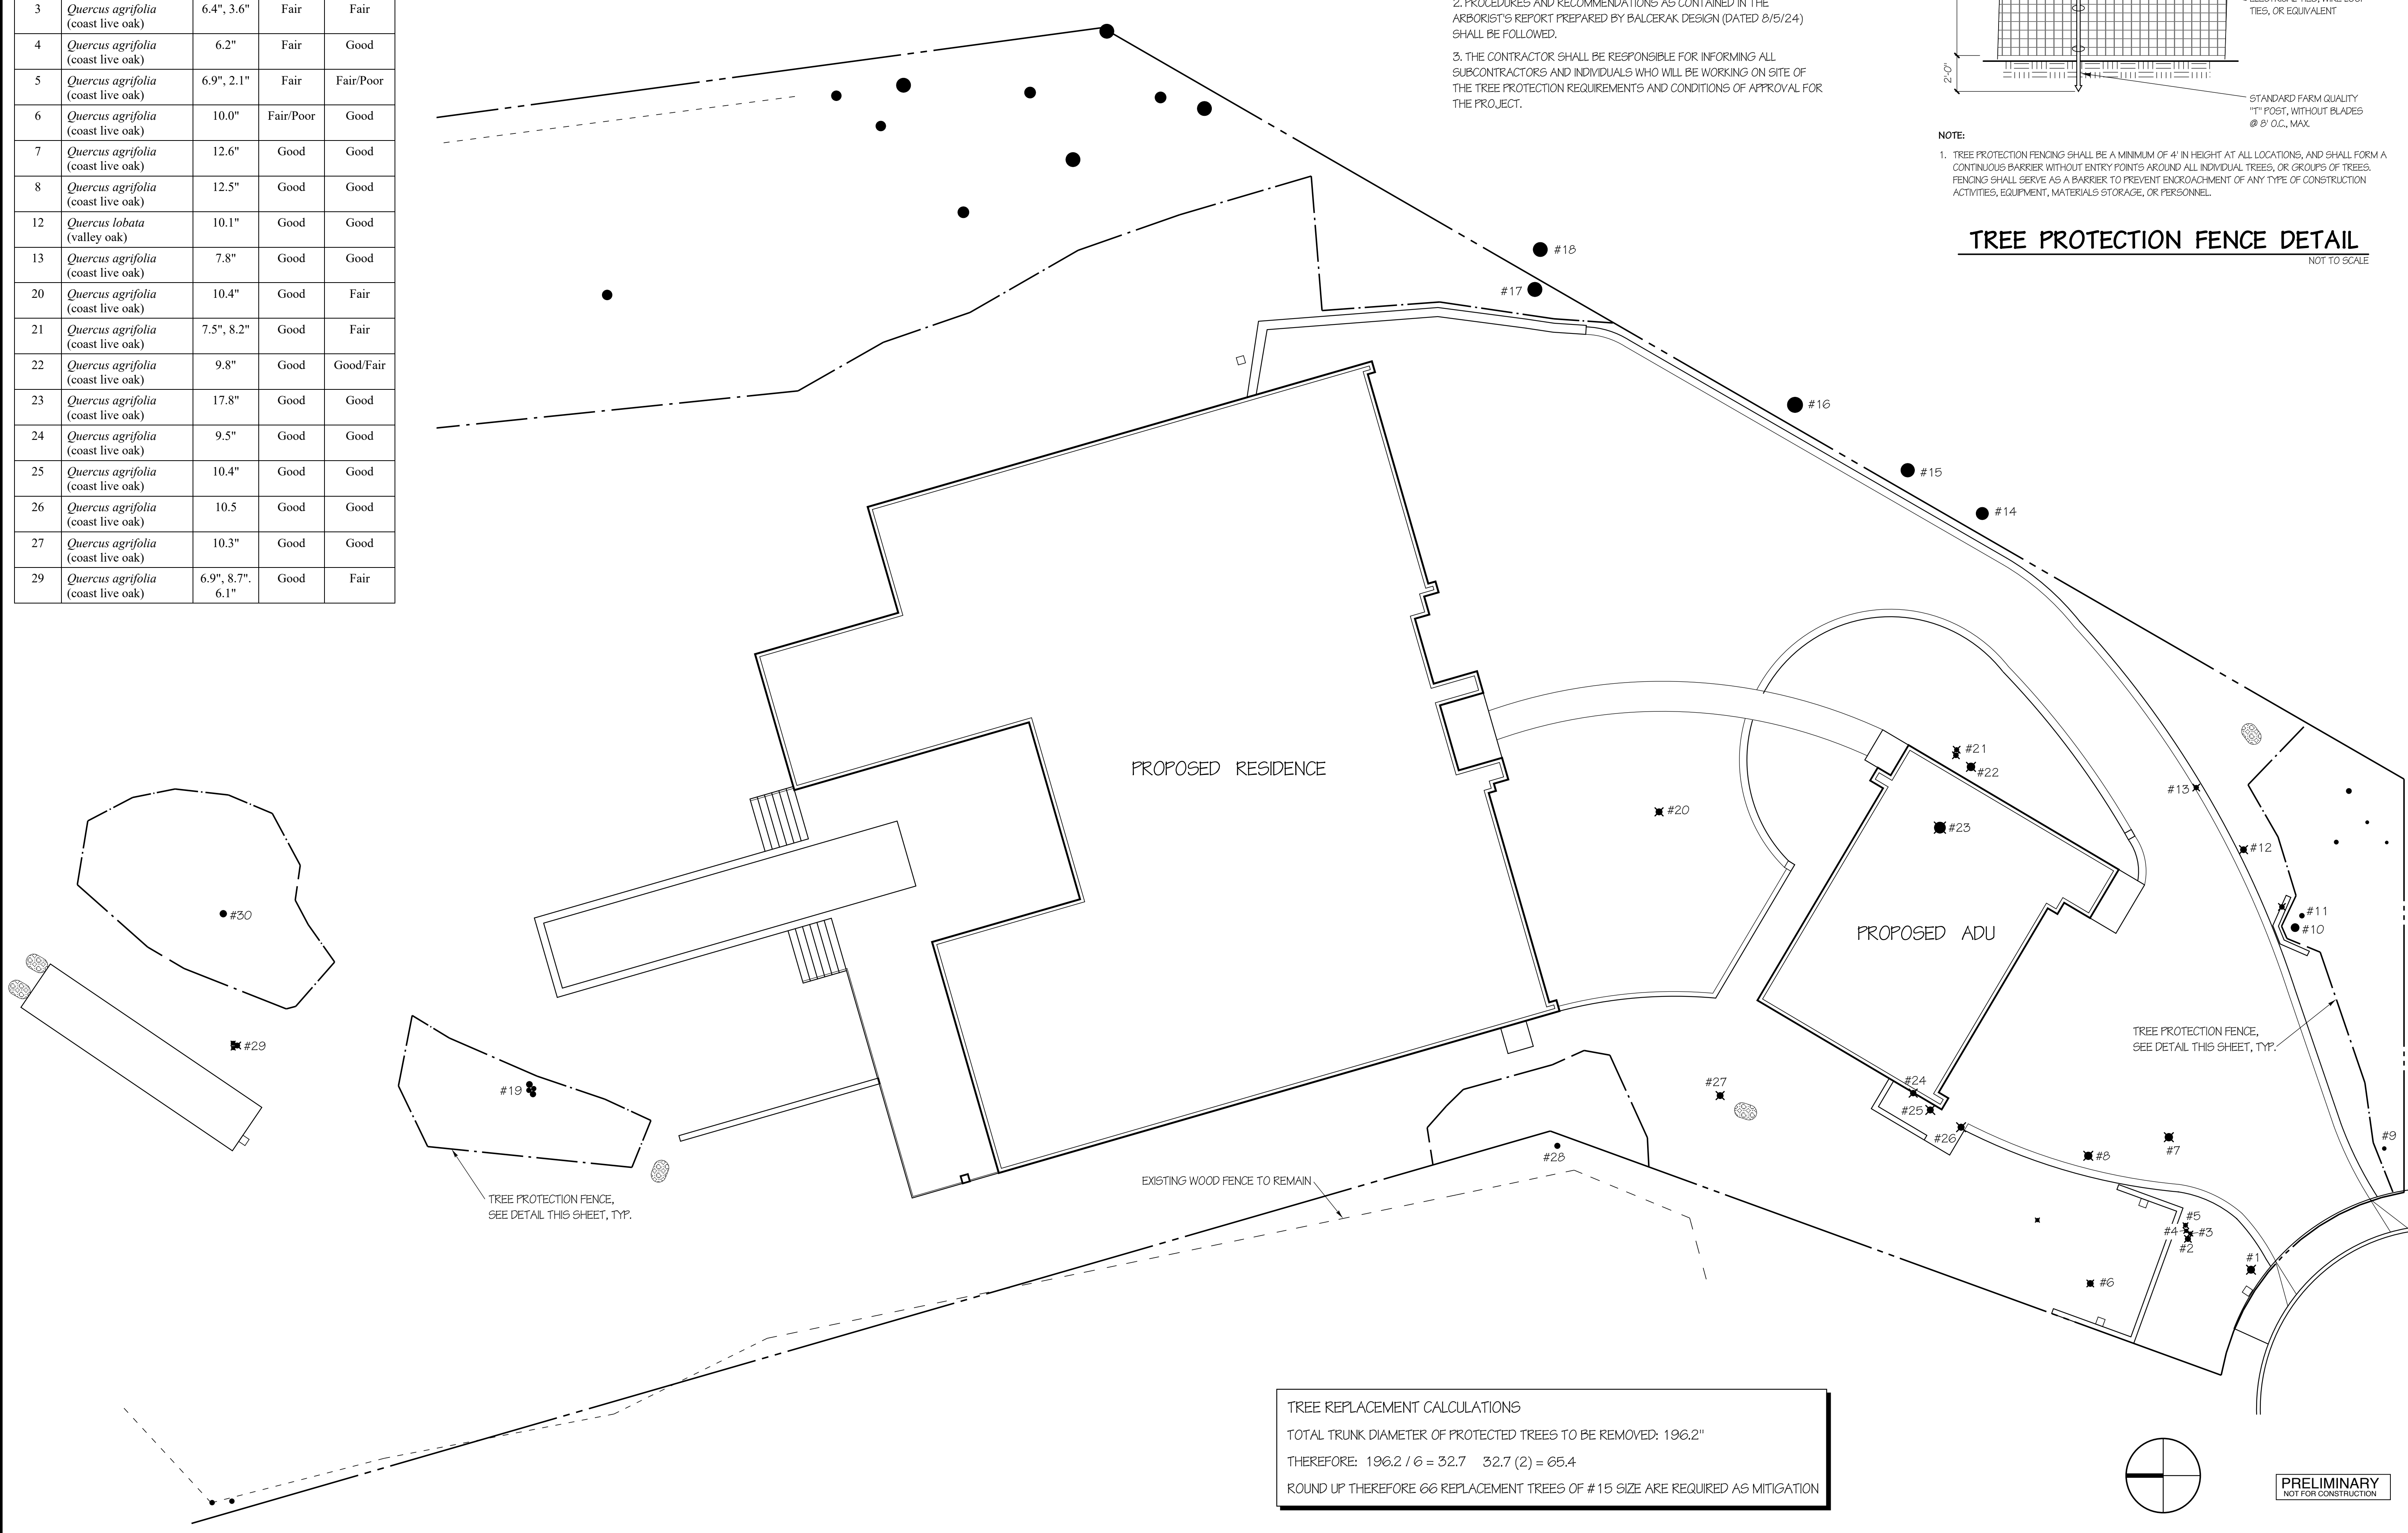 3 Quercus agrifolia 6.4", 3.6" Fair Fair
(coast live oak)
4 Quercus agrifolia 6.2" Fair Good
(coast live oak)
5 Quercus agrifolia 6.9", 2.1" Fair Fair/Poor
(coast live oak)
6 Quercus agrifolia 10.0" Fair/Poor Good
(coast live oak)
7 Quercus agrifolia 12.6" Good Good
(coast live oak)
8 Quercus agrifolia 12.5" Good Good
(coast live oak)
12 Quercus lobata 10.1" Good Good
(valley oak)
13 Quercus agrifolia 7.8" Good Good
(coast live oak)
20 Quercus agrifolia 10.4" Good Fair
(coast live oak)
21 Quercus agrifolia 7.5", 8.2" Good Fair
(coast live oak)
22 Quercus agrifolia 9.8" Good Good/Fair
(coast live oak)
23 Quercus agrifolia 17.8" Good Good
(coast live oak)
24 Quercus agrifolia 9.5" Good Good
(coast live oak)
25 Quercus agrifolia 10.4" Good Good
(coast live oak)
26 Quercus agrifolia 10.5 Good Good
(coast live oak)
27 Quercus agrifolia 10.3" Good Good
(coast live oak)
29 Quercus agrifolia 6.9", 8.7". Good Fair
(coast live oak) 6.1"
2. PROCEDURES AND RECOMMENDATIONS AS CONTAINED IN THE
ARBORIST'S REPORT PREPARED BY BALCERAK DESIGN (DATED 8/5/24)
SHALL BE FOLLOWED.
3. THE CONTRACTOR SHALL BE RESPONSIBLE FOR INFORMING ALL
SUBCONTRACTORS AND INDIVIDUALS WHO WILL BE WORKING ON SITE OF
THE TREE PROTECTION REQUIREMENTS AND CONDITIONS OF APPROVAL FOR
THE PROJECT.
TIES, OR EQUIVALENT
2'-0"
STANDARD FARM QUALITY
"T" POST, WITHOUT BLADES
@ 8' O.C., MAX.
NOTE:
1. TREE PROTECTION FENCING SHALL BE A MINIMUM OF 4' IN HEIGHT AT ALL LOCATIONS, AND SHALL FORM A
CONTINUOUS BARRIER WITHOUT ENTRY POINTS AROUND ALL INDIVIDUAL TREES, OR GROUPS OF TREES.
FENCING SHALL SERVE AS A BARRIER TO PREVENT ENCROACHMENT OF ANY TYPE OF CONSTRUCTION
ACTIVITIES, EQUIPMENT, MATERIALS STORAGE, OR PERSONNEL.
TREE PROTECTION FENCE DETAIL
NOT TO SCALE
#18
#17
#16
#15
#14
#21
#22
PROPOSED RESIDENCE
#13
#20
#23
#12
#30
#11
#10
PROPOSED ADU
TREE PROTECTION FENCE,
SEE DETAIL THIS SHEET, TYP.
#29
#19
#27
#24
#25
#26
#9
#28
#8
#7
EXISTING WOOD FENCE TO REMAIN
TREE PROTECTION FENCE,
SEE DETAIL THIS SHEET, TYP.
#5
#4
#3
#2
#1
#6
TREE REPLACEMENT CALCULATIONS
TOTAL TRUNK DIAMETER OF PROTECTED TREES TO BE REMOVED: 196.2"
THEREFORE: 196.2 / 6 = 32.7 32.7 (2) = 65.4
ROUND UP THEREFORE 66 REPLACEMENT TREES OF #15 SIZE ARE REQUIRED AS MITIGATION
PRELIMINARY
NOT FOR CONSTRUCTION